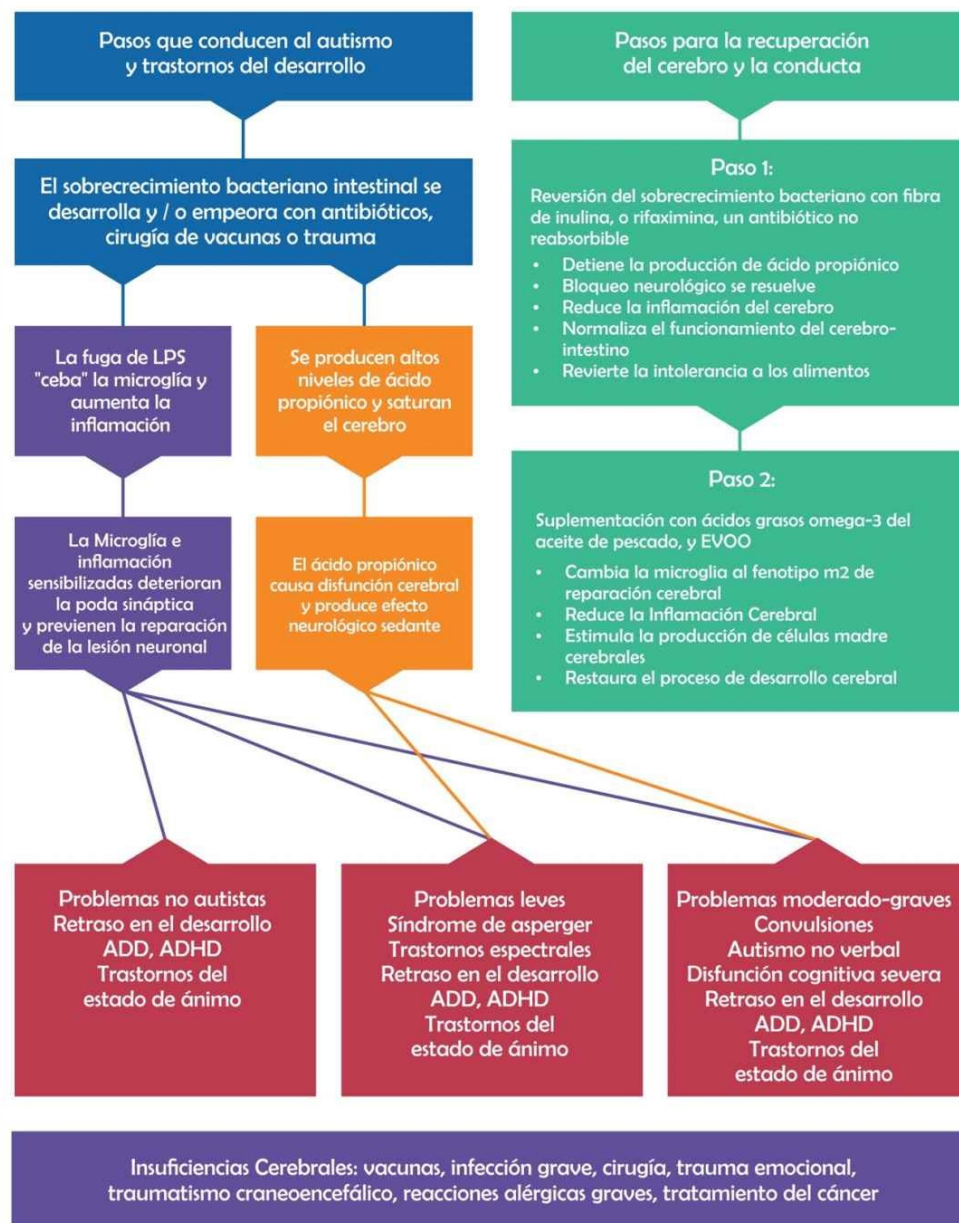 Pasos que conducen al autismo
y trastornos del desarrollo
El sobrecrecimiento bacteriano intestinal se
desarrolla y / o empeora con antibióticos,
cirugía de vacunas o trauma
La fuga de LPS
"ceba" la microglía y
aumenta la
inflamación
Se producen altos
niveles de ácido
propiónico y saturan
el cerebro
La Microglía e
inflamación
sensibilizadas deterioran
la poda sináptica
y previenen la reparación
de la lesión neuronal
El ácido propiónico
causa disfunción cerebral
y produce efecto
neurológico sedante
Pasos para la recuperación
del cerebro y la conducta
Paso 1:
Reversión del sobrecrecimiento bacteriano con fibra
de inulina, o rifaximina, un antibiótico no
reabsorbible
• Detiene la producción de ácido propiónico
• Bloqueo neurológico se resuelve
• Reduce la inflamación del cerebro
• Normaliza el funcionamiento del cerebro-
intestino
• Revierte la intolerancia a los alimentos
Paso 2:
Suplementación con ácidos grasos omega-3 del
aceite de pescado, y EVOO
• Cambia la microglia al fenotipo m2 de
reparación cerebral
• Reduce la Inflamación Cerebral
• Estimula la producción de células madre
cerebrales
• Restaura el proceso de desarrollo cerebral
Problemas no autistas
Retraso en el desarrollo
ADD, ADHD
Trastornos del
estado de ánimo
Problemas leves
Síndrome de asperger
Trastornos espectrales
Retraso en el desarrollo
ADD, ADHD
Trastornos del
estado de ánimo
Problemas moderado-graves
Convulsiones
Autismo no verbal
Disfunción cognitiva severa
Retraso en el desarrollo
ADD, ADHD
Trastornos del
estado de ánimo
Insuficiencias Cerebrales: vacunas, infección grave, cirugía, trauma emocional,
traumatismo craneoencefálico, reacciones alérgicas graves, tratamiento del cáncer